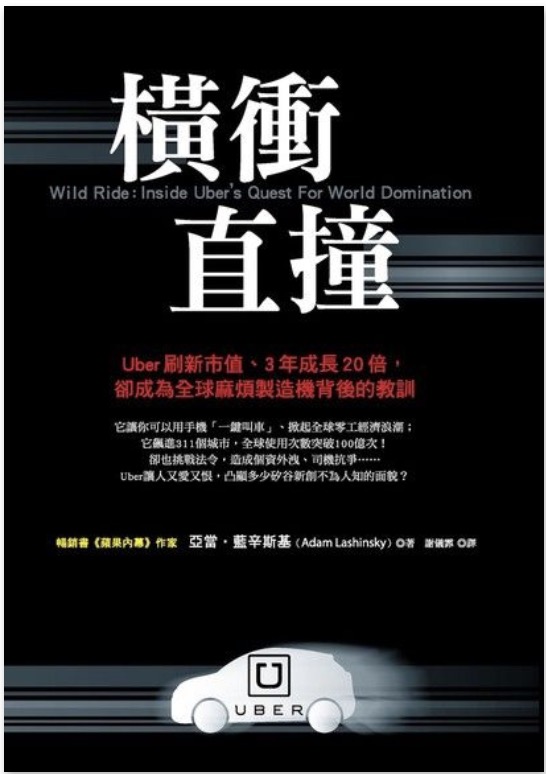 橫衝
Wild Ride:Inside Uber's Quest For World Domination
直撞
Uber 刷新市值、3 年成長 20 倍，
卻成為全球麻煩製造機背後的教訓
它讓你可以用手機「一鍵叫車」、掀起全球零工經濟浪潮；
它飆進311個城市，全球使用次數突破100億次！
卻也挑戰法令，造成個資外洩、司機抗爭……
Uber讓人又愛又恨，凸顯多少矽谷新創不為人知的面貌？
暢銷書《蘋果內幕》作家 亞當・藍辛斯基（Adam Lashinsky）◎著 謝儀霏 ◎譯
U
UBER